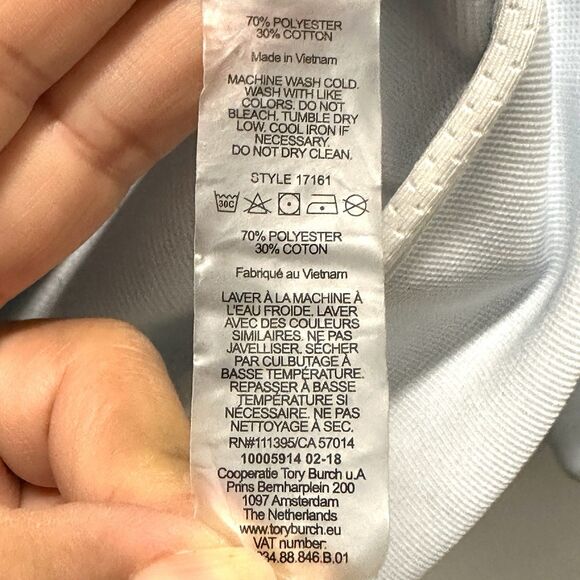 70% POLYESTER
30% COTTON
Made in Vietnam
MACHINE WASH COLD.
WASH WITH LIKE
COLORS. DO NOT
BLEACH. TUMBLE DRY
LOW. COOL IRON IF
NECESSARY.
DO NOT DRY CLEAN.
STYLE 17161
30C
70% POLYESTER
30% COTON
Fabriqué au Vietnam
LAVER À LA MACHINE À
L'EAU FROIDE. LAVER
AVEC DES COULEURS
SIMILAIRES. NE PAS
JAVELLISER. SÉCHER
PAR CULBUTAGE À
BASSE TEMPÉRATURE.
REPASSER À BASSE
TEMPÉRATURE SI
NÉCESSAIRE. NE PAS
NETTOYAGE À SEC.
RN#111395/CA 57014
10005914 02-18
Cooperatie Tory Burch u.A
Prins Bernharplein 200
1097 Amsterdam
The Netherlands
www.toryburch.eu
VAT number:
34.88.846.B.01